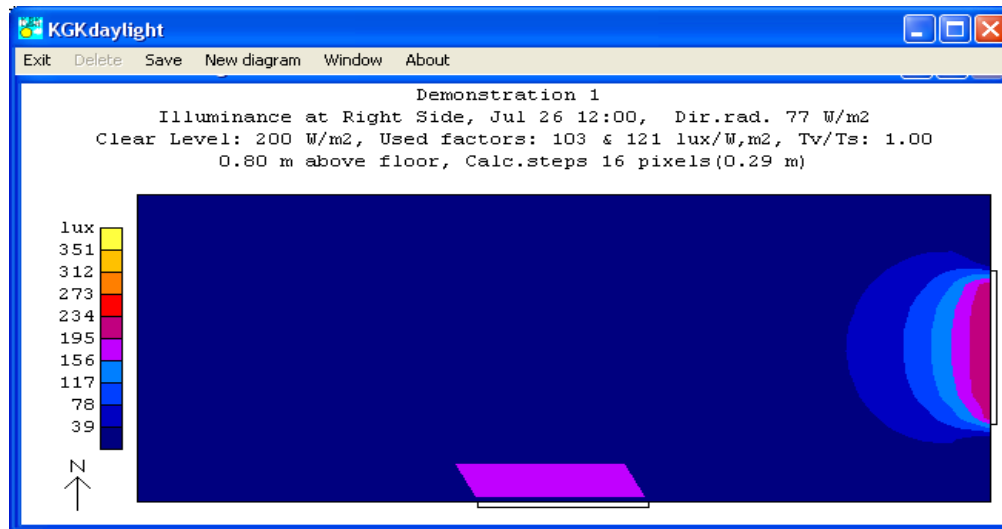 KGKdaylight
Exit Delete Save New diagram Window About
Demonstration 1
Illuminance at Right Side, Jul 26 12:00, Dir.rad. 77 W/m2
Clear Level: 200 W/m2, Used factors: 103 & 121 lux/W,m2, Tv/Ts: 1.00
0.80 m above floor, Calc.steps 16 pixels(0.29 m)
lux
351
312
273
234
195
156
117
78
39
N